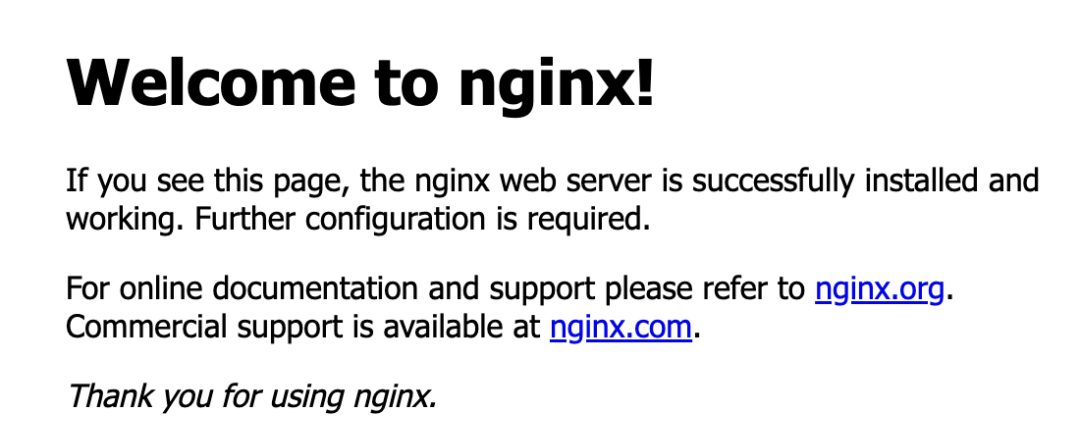 Welcome to nginx!
If you see this page, the nginx web server is successfully installed and
working. Further configuration is required.
For online documentation and support please refer to nginx.org.
Commercial support is available at nginx.com.
Thank you for using nginx.